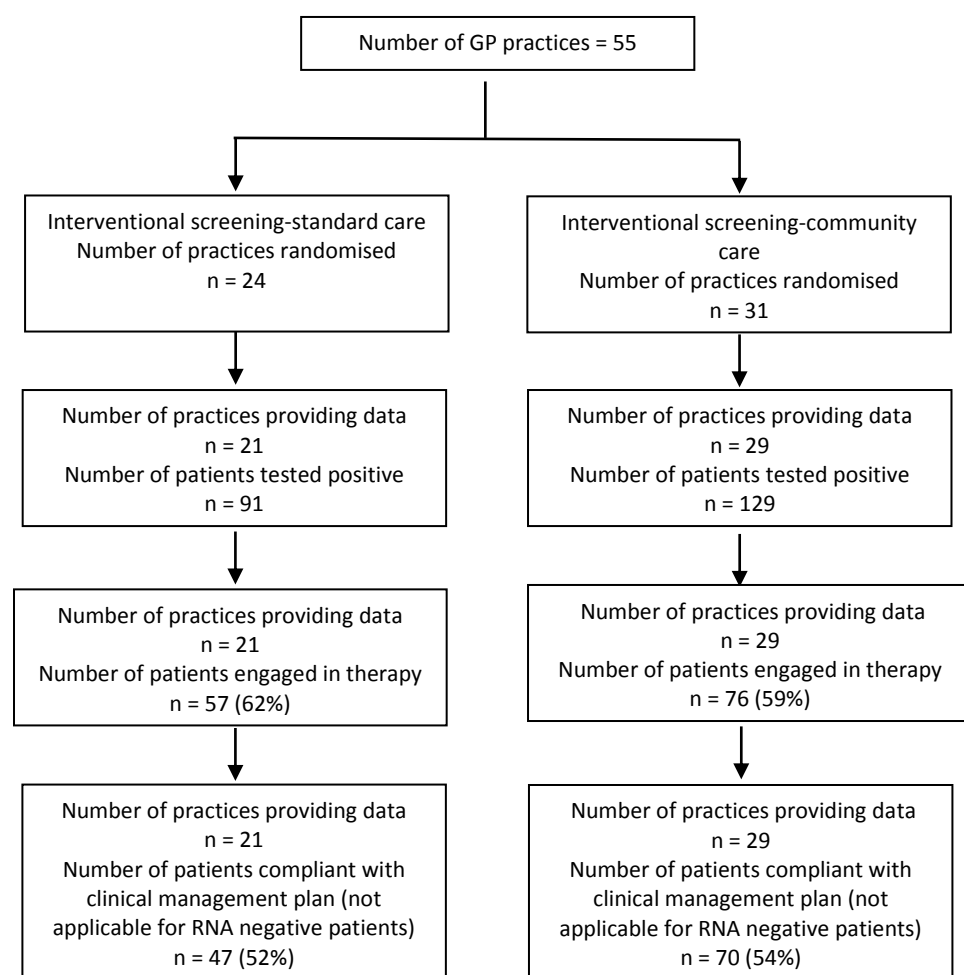 Number of GP practices = 55
Interventional screening-standard care
Number of practices randomised
n = 24
Interventional screening-community
care
Number of practices randomised
n = 31
Number of practices providing data
n = 21
Number of patients tested positive
n = 91
Number of practices providing data
n = 29
Number of patients tested positive
n = 129
Number of practices providing data
n = 21
Number of patients engaged in therapy
n = 57 (62%)
Number of practices providing data
n = 29
Number of patients engaged in therapy
n = 76 (59%)
Number of practices providing data
n = 21
Number of patients compliant with
clinical management plan (not
applicable for RNA negative patients)
n = 47 (52%)
Number of practices providing data
n = 29
Number of patients compliant with
clinical management plan (not
applicable for RNA negative patients)
n = 70 (54%)